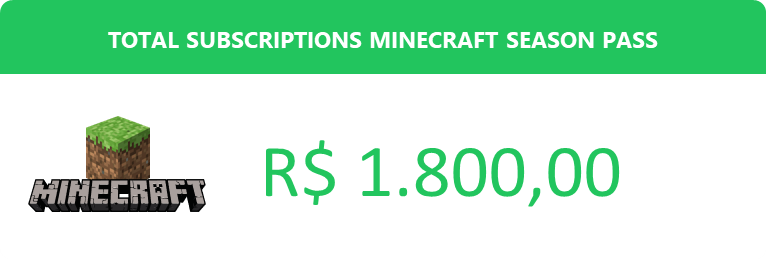 TOTAL SUBSCRIPTIONS MINECRAFT SEASON PASS
MINECRAFT
R$ 1.800,00